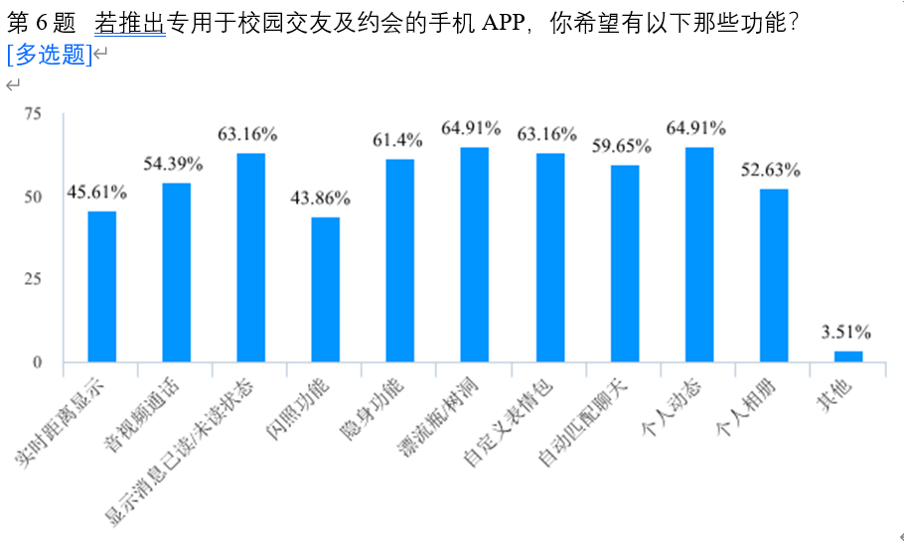 第 6 题 若推出专用于校园交友及约会的手机 APP，你希望有以下那些功能？
[多选题]↵
↵
75
50
25
0
45.61%
54.39%
63.16%
43.86%
61.4%
64.91%
63.16%
59.65%
64.91%
52.63%
3.51%
实时距离显示
音视频通话
显示消息已读/未读状态
闪照功能
隐身功能
漂流瓶/树洞
自定义表情包
自动匹配聊天
个人动态
个人相册
其他